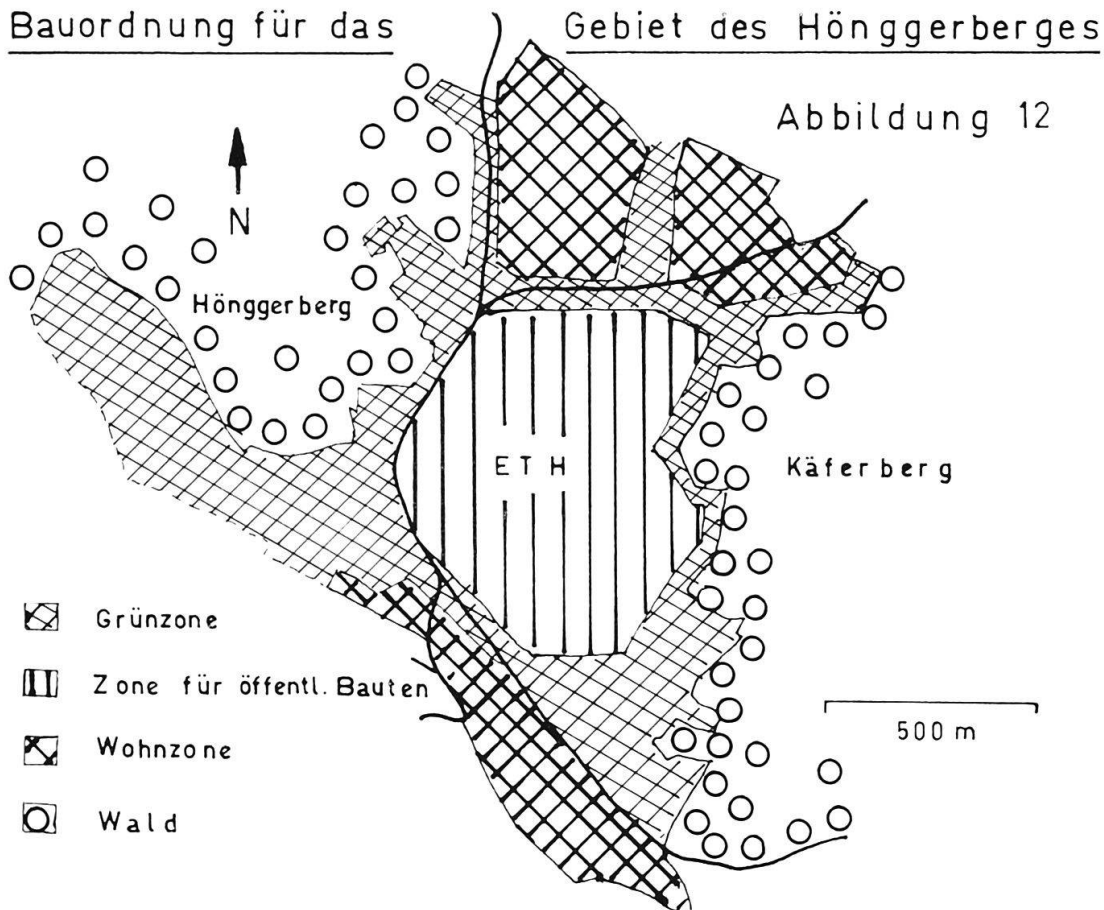 Bauordnung für das Gebiet des Hönggerberges
Abbildung 12
N
Hönggerberg
ETH
Käferberg
Grünzone
Zone für öffentl. Bauten
Wohnzone
Wald
500 m